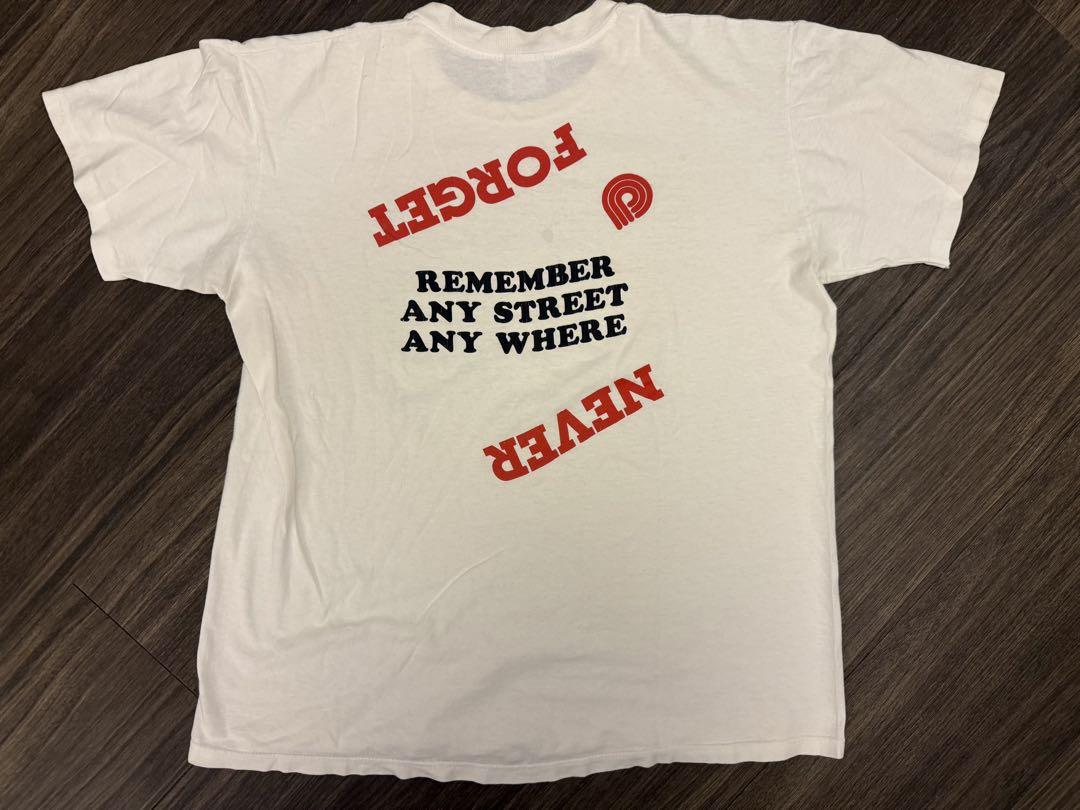 FORGET
REMEMBER
ANY STREET
ANY WHERE
NEVER